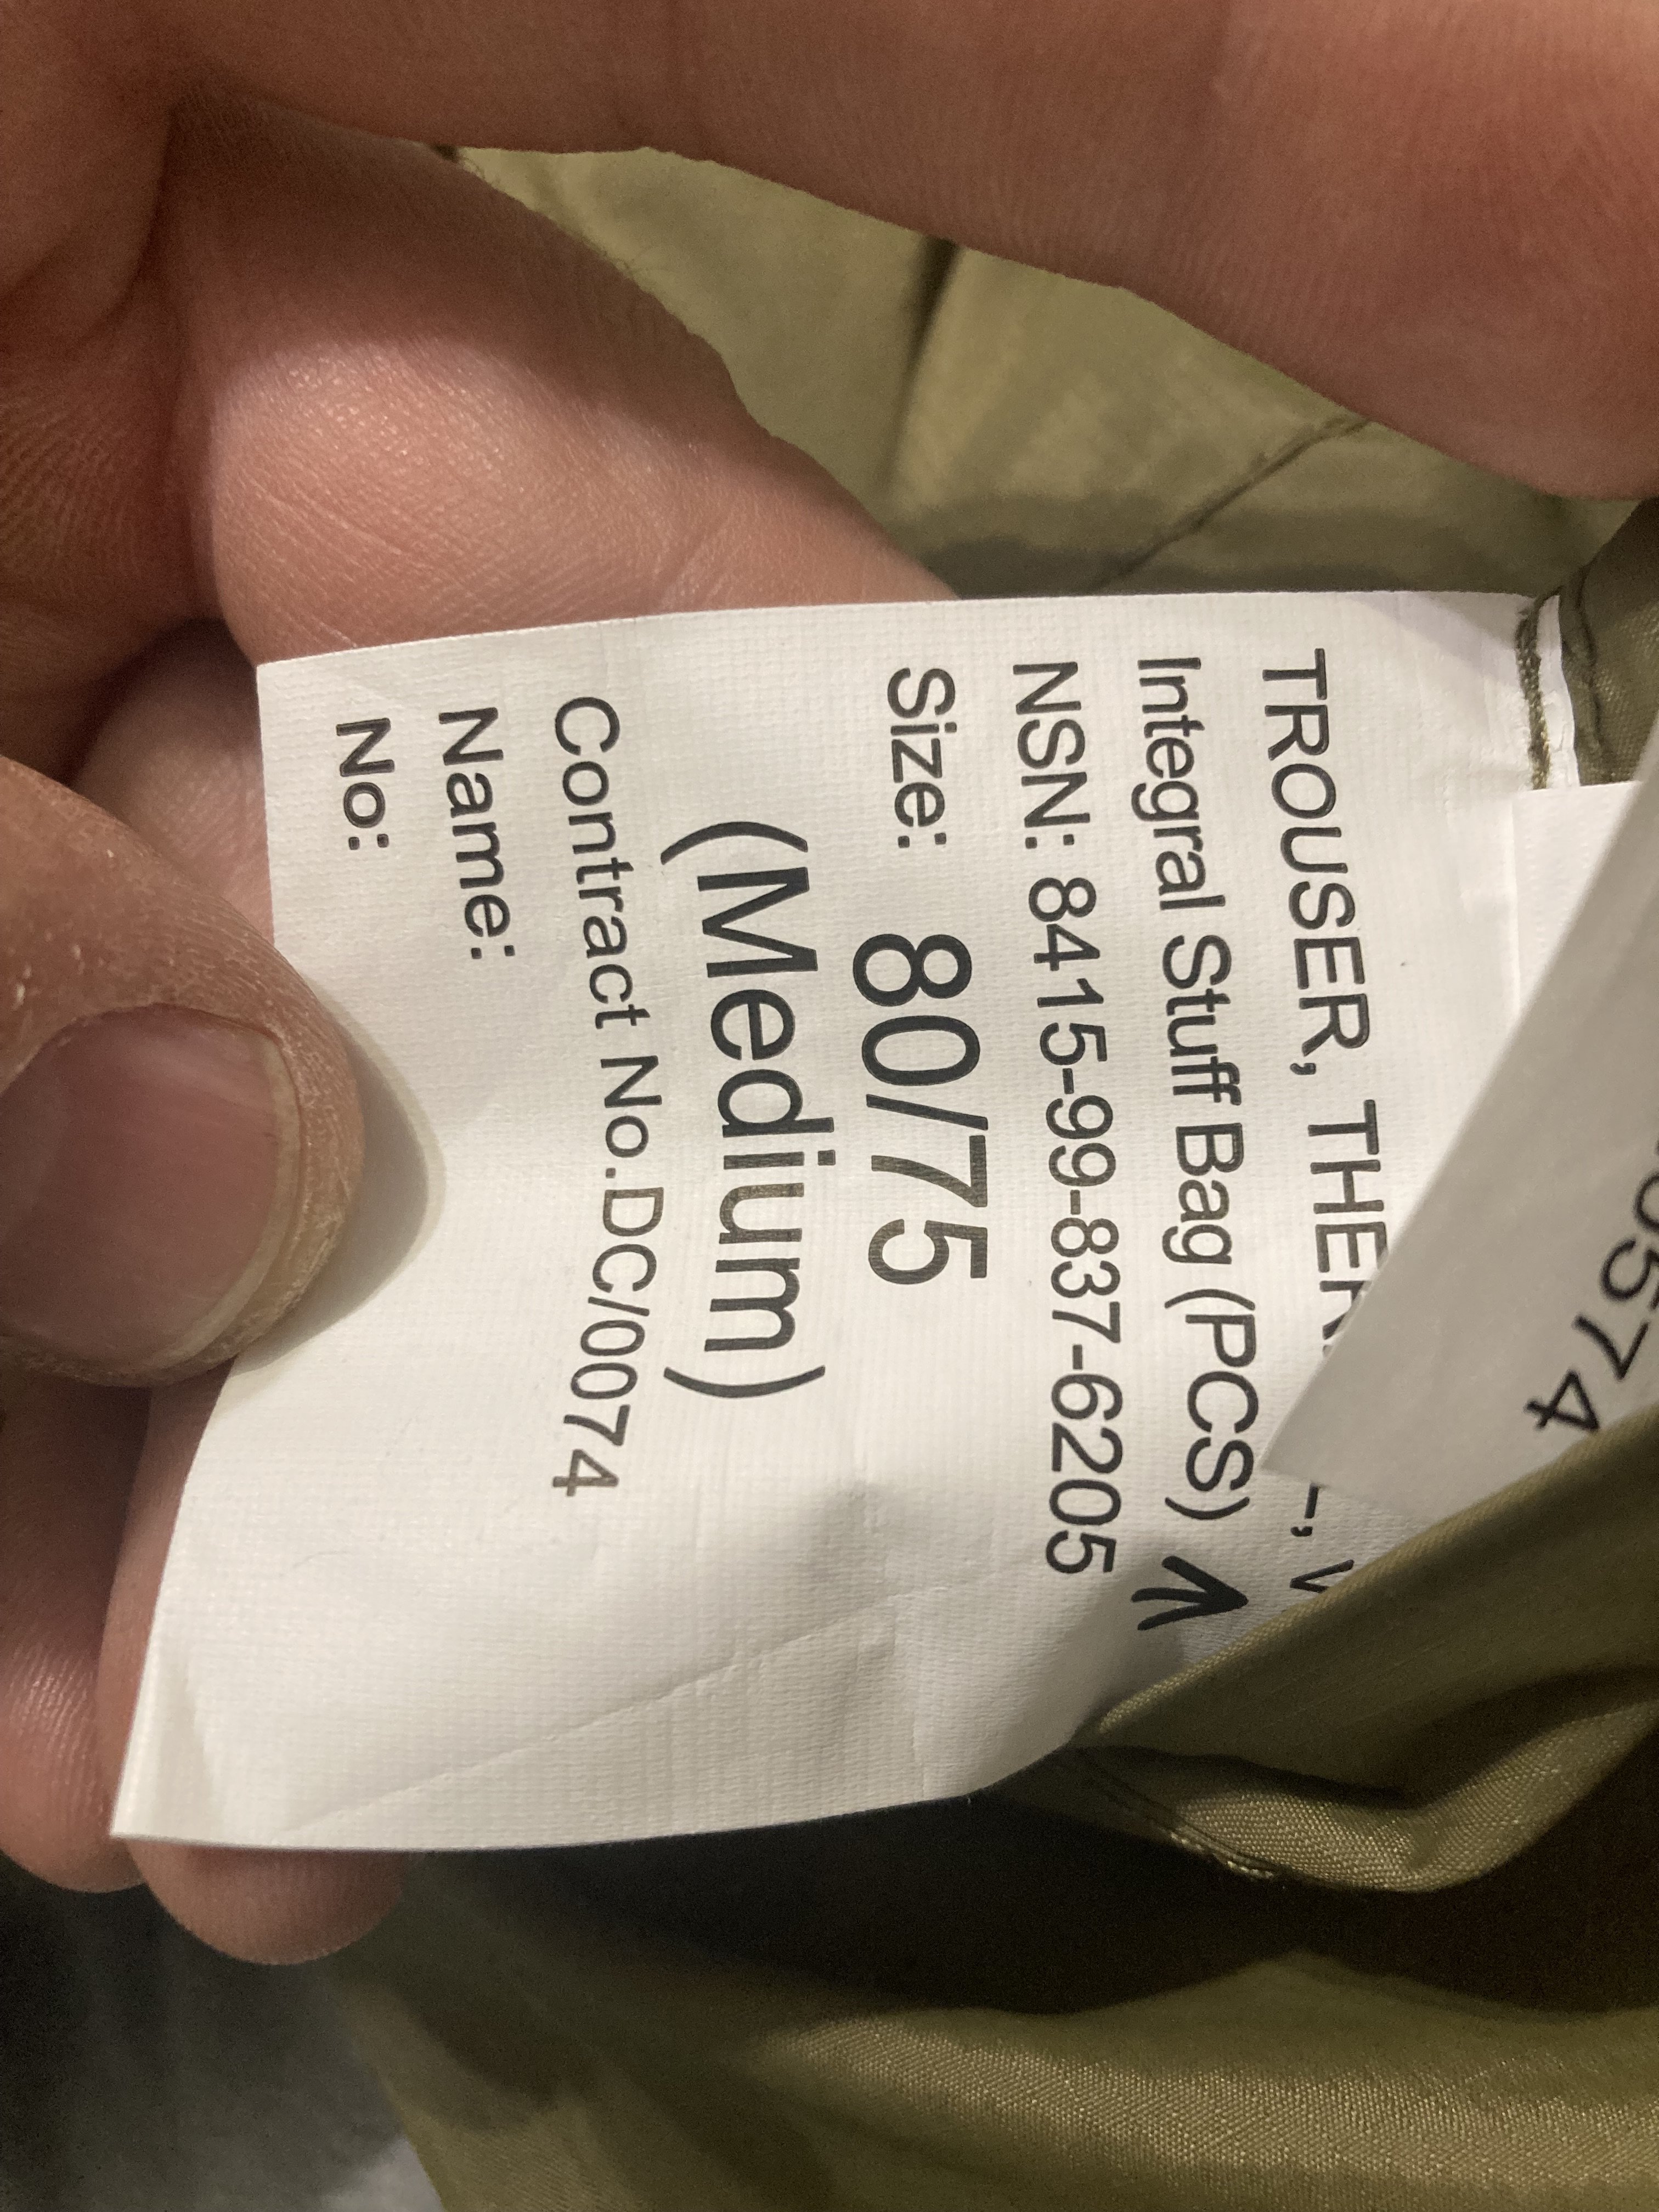 TROUSER,
Integral Stuff Bag (PCS)
NSN: 8415-99-837-6205
Size: 80/75
(Medium)
Contract No.DC/0074
Name:
No:
0574